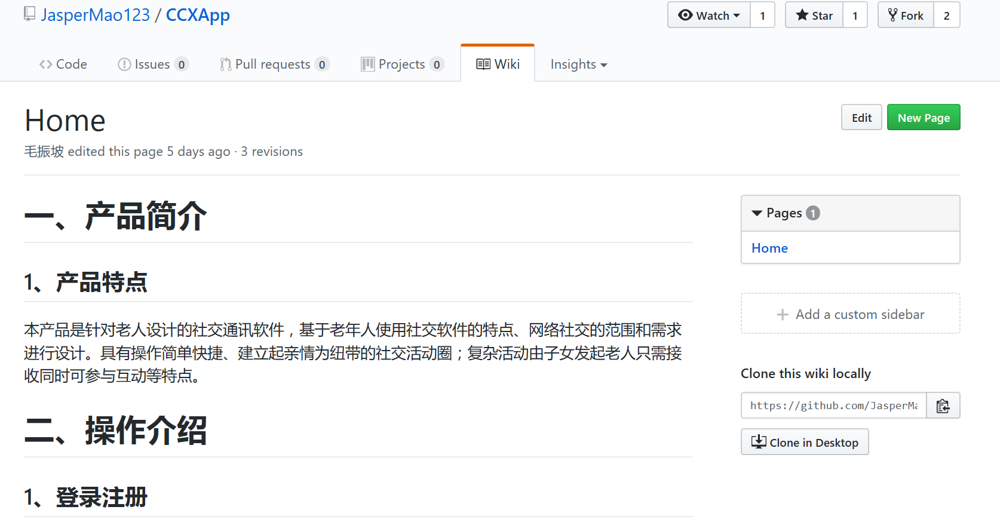 JasperMao123 / CCXApp
Watch 1 Star 1 Fork 2
Code Issues 0 Pull requests 0 Projects 0 Wiki Insights
Home
Edit New Page
毛振坡 edited this page 5 days ago · 3 revisions
一、产品简介
1、产品特点
本产品是针对老人设计的社交通讯软件，基于老年人使用社交软件的特点、网络社交的范围和需求
进行设计。具有操作简单快捷、建立起亲情为纽带的社交活动圈；复杂活动由子女发起老人只需接
收同时可参与互动等特点。
二、操作介绍
1、登录注册
Pages 1
Home
Add a custom sidebar
Clone this wiki locally
https://github.com/JasperMa
Clone in Desktop